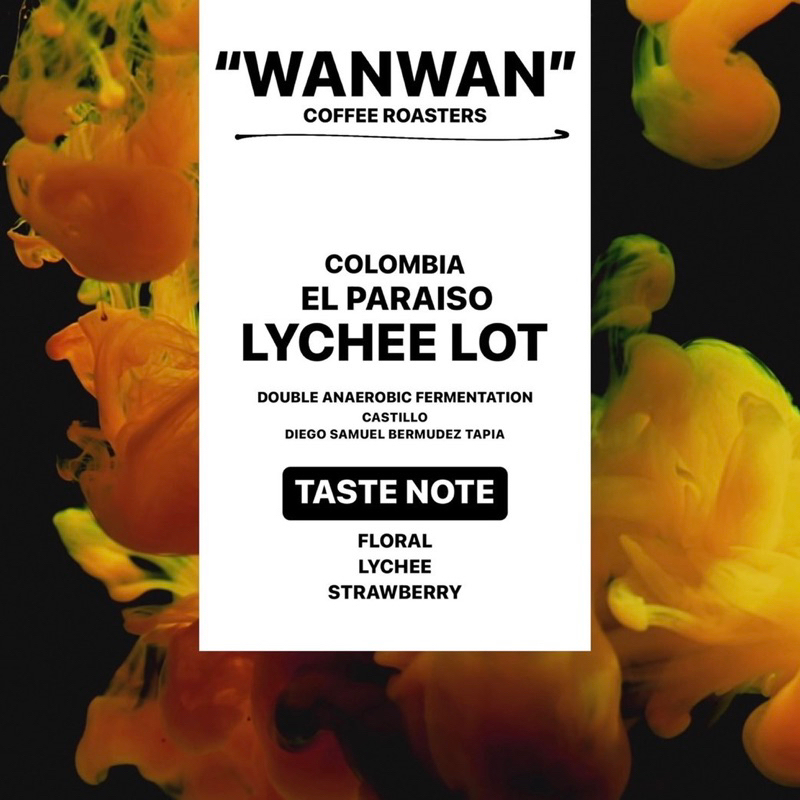 “WANWAN”
COFFEE ROASTERS
COLOMBIA
EL PARAISO
LYCHEE LOT
DOUBLE ANAEROBIC FERMENTATION
CASTILLO
DIEGO SAMUEL BERMUDEZ TAPIA
TASTE NOTE
FLORAL
LYCHEE
STRAWBERRY